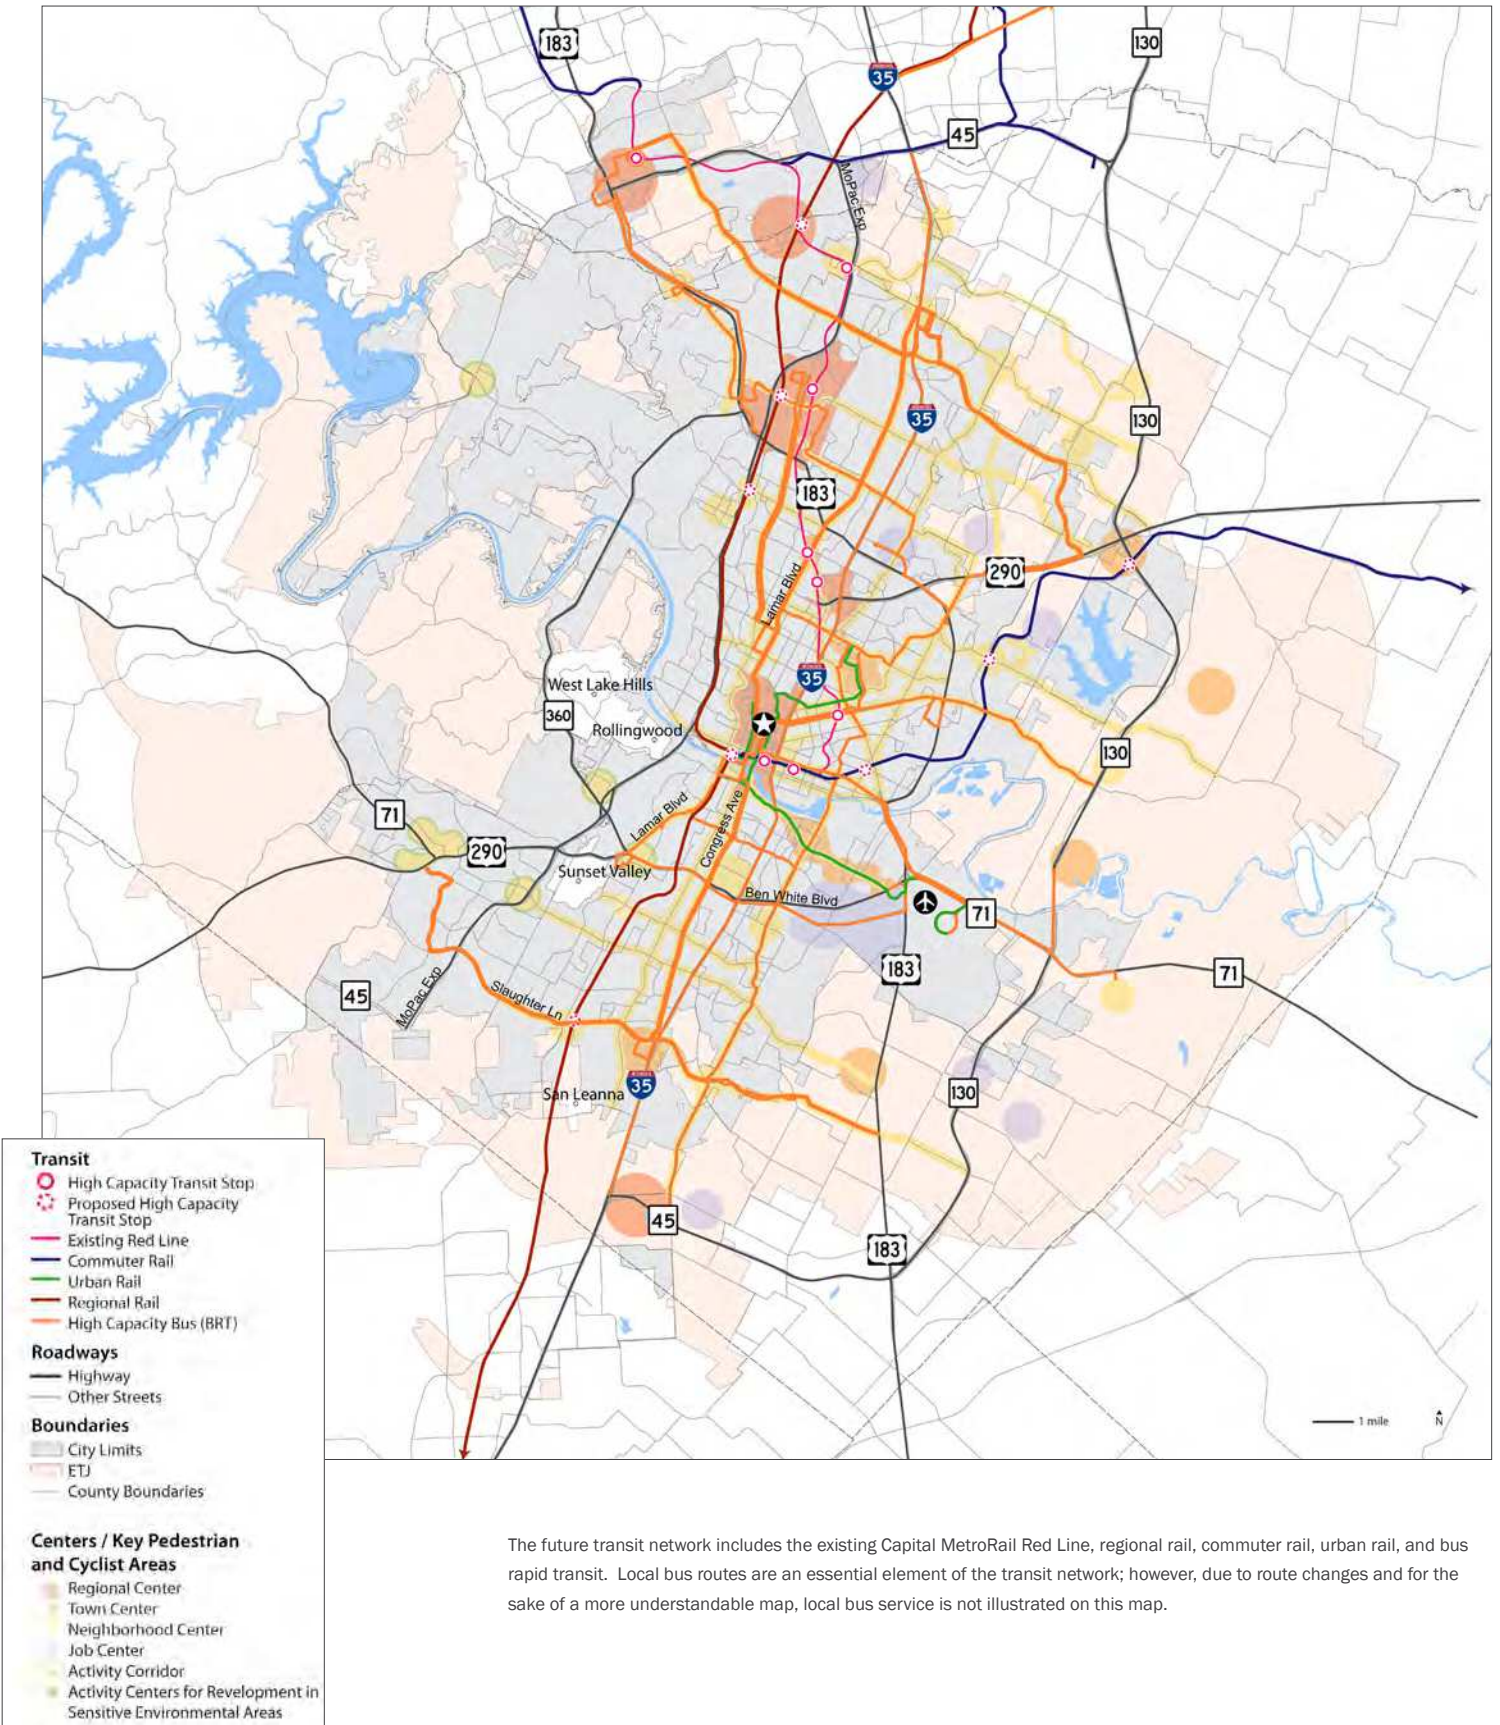 183
130
35
45
MoPac Exp
35
130
183
290
Lamar Blvd
35
West Lake Hills
360
Rollingwood
130
71
Lamar Blvd
Congress Ave
290
Sunset Valley
Ben White Blvd
71
183
71
45
MoPac Exp
Slaughter Ln
35
San Leanna
130
45
183
1 mile
N
Transit
High Capacity Transit Stop
Proposed High Capacity
Transit Stop
Existing Red Line
Commuter Rail
Urban Rail
Regional Rail
High Capacity Bus (BRT)
Roadways
Highway
Other Streets
Boundaries
City Limits
ETJ
County Boundaries
Centers / Key Pedestrian
and Cyclist Areas
Regional Center
Town Center
Neighborhood Center
Job Center
Activity Corridor
Activity Centers for Revelopment in
Sensitive Environmental Areas
The future transit network includes the existing Capital MetroRail Red Line, regional rail, commuter rail, urban rail, and bus
rapid transit.  Local bus routes are an essential element of the transit network; however, due to route changes and for the
sake of a more understandable map, local bus service is not illustrated on this map.